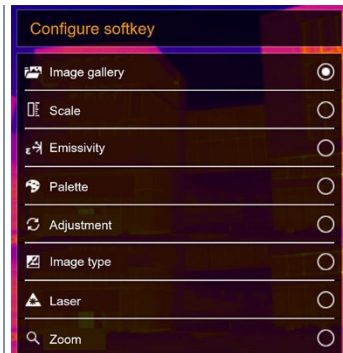 Configure softkey
Image gallery
Scale
Emissivity
Palette
Adjustment
Image type
Laser
Zoom